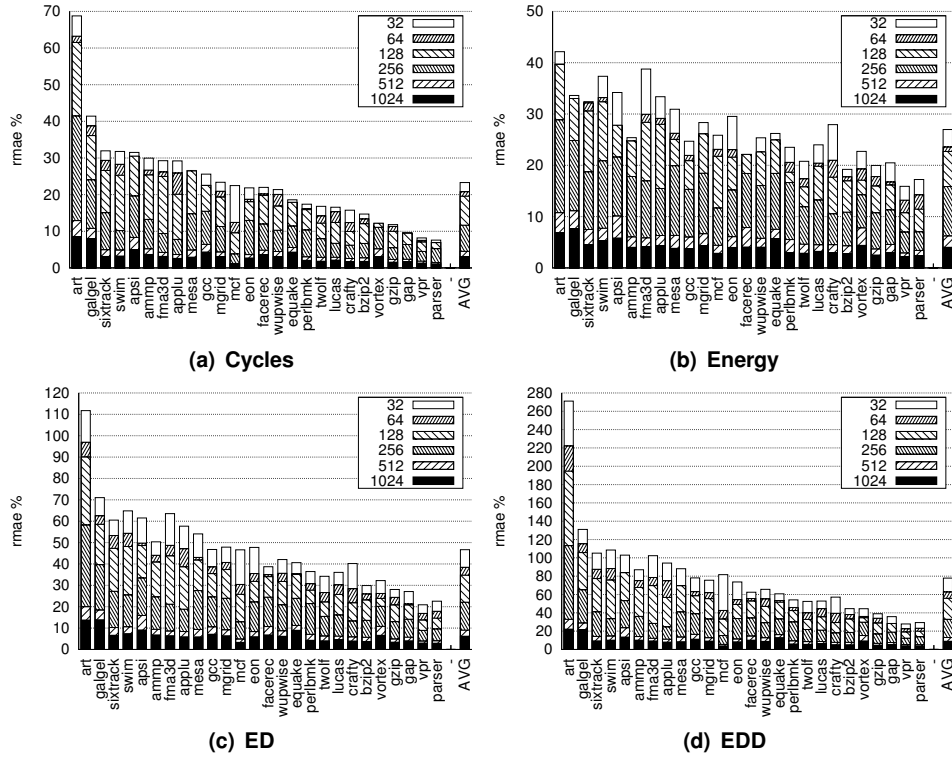 70
60
50
40
30
20
10
0
rmae %
32
64
128
256
512
1024
art
galgel
sixtrack
swim
apsi
ammp
fma3d
applu
mesa
gcc
mgrid
mcf
eon
facerec
wupwise
equake
perlbmk
twolf
lucas
crafty
bzip2
vortex
gzip
gap
vpr
parser
-
AVG
(a) Cycles
50
40
30
20
10
0
rmae %
32
64
128
256
512
1024
art
galgel
sixtrack
swim
apsi
ammp
fma3d
applu
mesa
gcc
mgrid
mcf
eon
facerec
wupwise
equake
perlbmk
twolf
lucas
crafty
bzip2
vortex
gzip
gap
vpr
parser
-
AVG
(b) Energy
120
110
100
90
80
70
60
50
40
30
20
10
0
rmae %
32
64
128
256
512
1024
art
galgel
sixtrack
swim
apsi
ammp
fma3d
applu
mesa
gcc
mgrid
mcf
eon
facerec
wupwise
equake
perlbmk
twolf
lucas
crafty
bzip2
vortex
gzip
gap
vpr
parser
-
AVG
(c) ED
280
260
240
220
200
180
160
140
120
100
80
60
40
20
0
rmae %
32
64
128
256
512
1024
art
galgel
sixtrack
swim
apsi
ammp
fma3d
applu
mesa
gcc
mgrid
mcf
eon
facerec
wupwise
equake
perlbmk
twolf
lucas
crafty
bzip2
vortex
gzip
gap
vpr
parser
-
AVG
(d) EDD